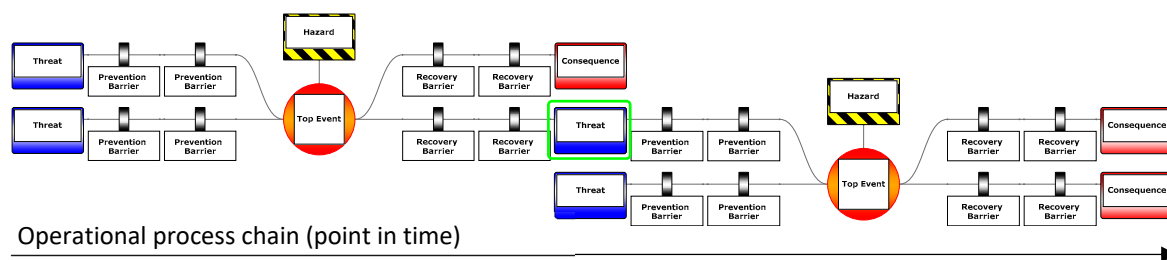 Hazard
Threat
Prevention
Barrier
Prevention
Barrier
Recovery
Barrier
Recovery
Barrier
Consequence
Threat
Prevention
Barrier
Prevention
Barrier
Top Event
Recovery
Barrier
Recovery
Barrier
Threat
Prevention
Barrier
Prevention
Barrier
Hazard
Recovery
Barrier
Recovery
Barrier
Consequence
Threat
Prevention
Barrier
Prevention
Barrier
Top Event
Recovery
Barrier
Recovery
Barrier
Consequence
Operational process chain (point in time)